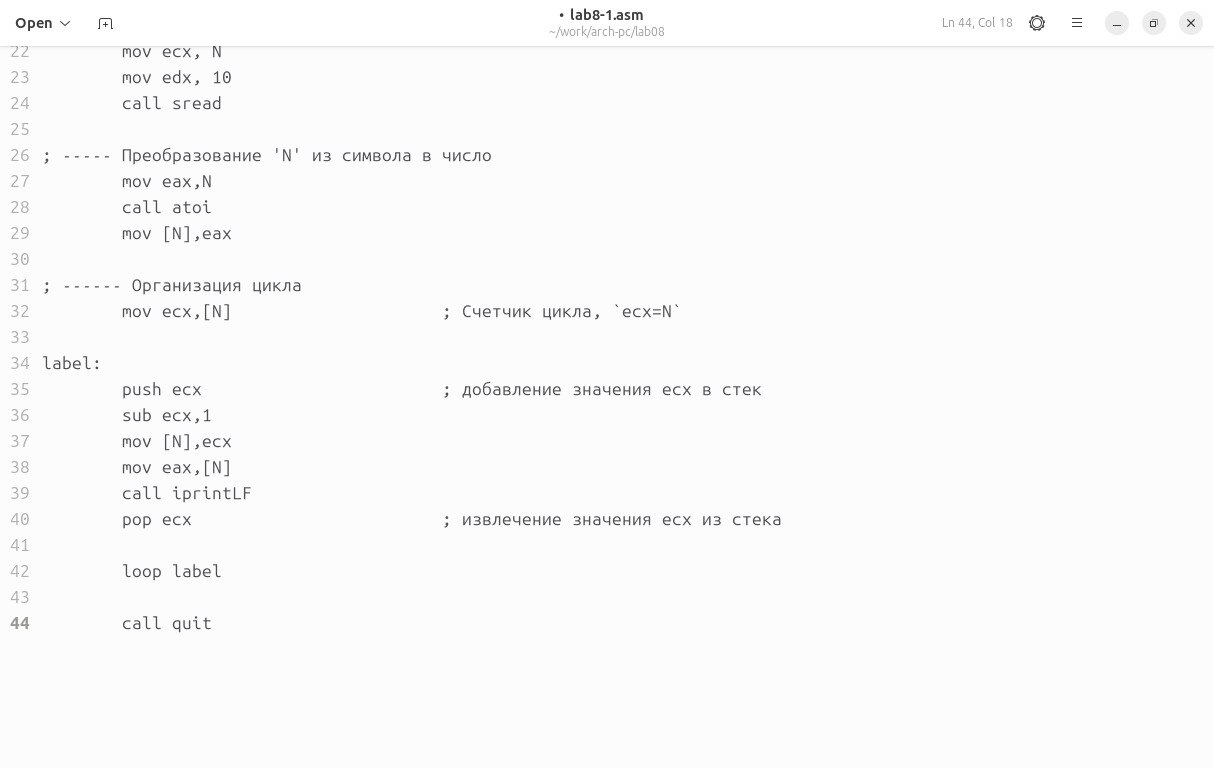 Open
• lab8-1.asm
~/work/arch-pc/lab08
Ln 44, Col 18
22 mov ecx, N
23 mov edx, 10
24 call sread
25
26 ; ----- Преобразование 'N' из символа в число
27 mov eax,N
28 call atoi
29 mov [N],eax
30
31 ; ------ Организация цикла
32 mov ecx,[N] ; Счетчик цикла, `ecx=N`
33
34 label:
35 push ecx ; добавление значения ecx в стек
36 sub ecx,1
37 mov [N],ecx
38 mov eax,[N]
39 call iprintLF
40 pop ecx ; извлечение значения ecx из стека
41
42 loop label
43
44 call quit